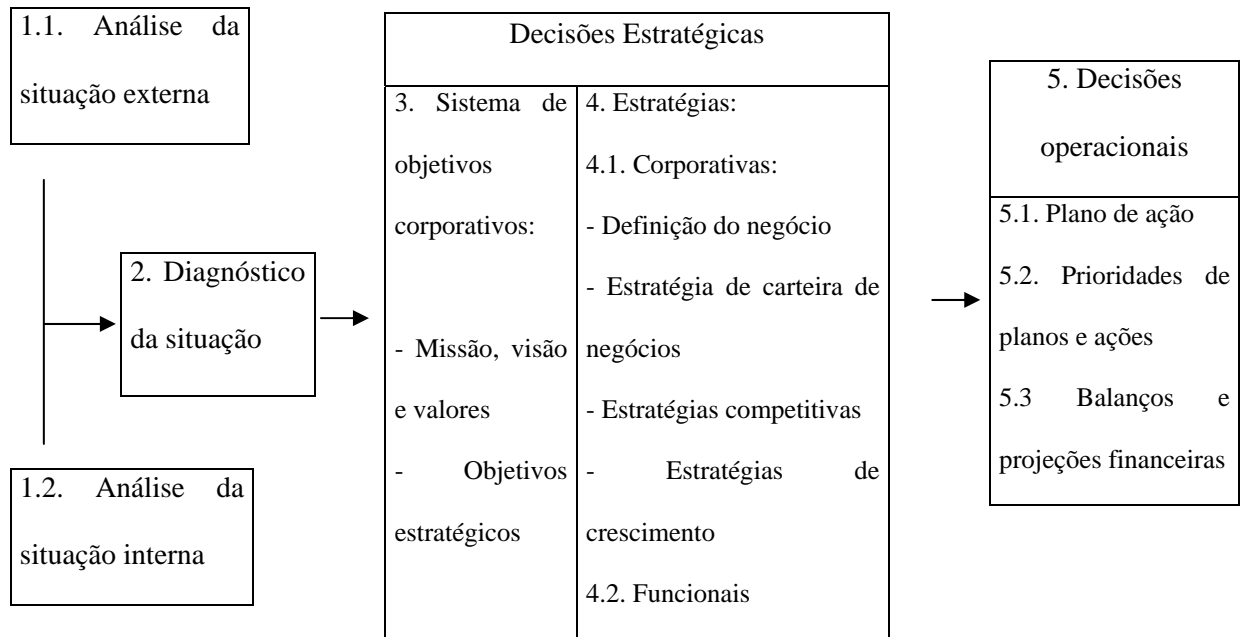 1.1. Análise da
situação externa
2. Diagnóstico
da situação
1.2. Análise da
situação interna
Decisões Estratégicas
3. Sistema de
objetivos
corporativos:
- Missão, visão
e valores
- Objetivos
estratégicos
4. Estratégias:
4.1. Corporativas:
- Definição do negócio
- Estratégia de carteira de
negócios
- Estratégias competitivas
- Estratégias de
crescimento
4.2. Funcionais
5. Decisões
operacionais
5.1. Plano de ação
5.2. Prioridades de
planos e ações
5.3 Balanços e
projeções financeiras